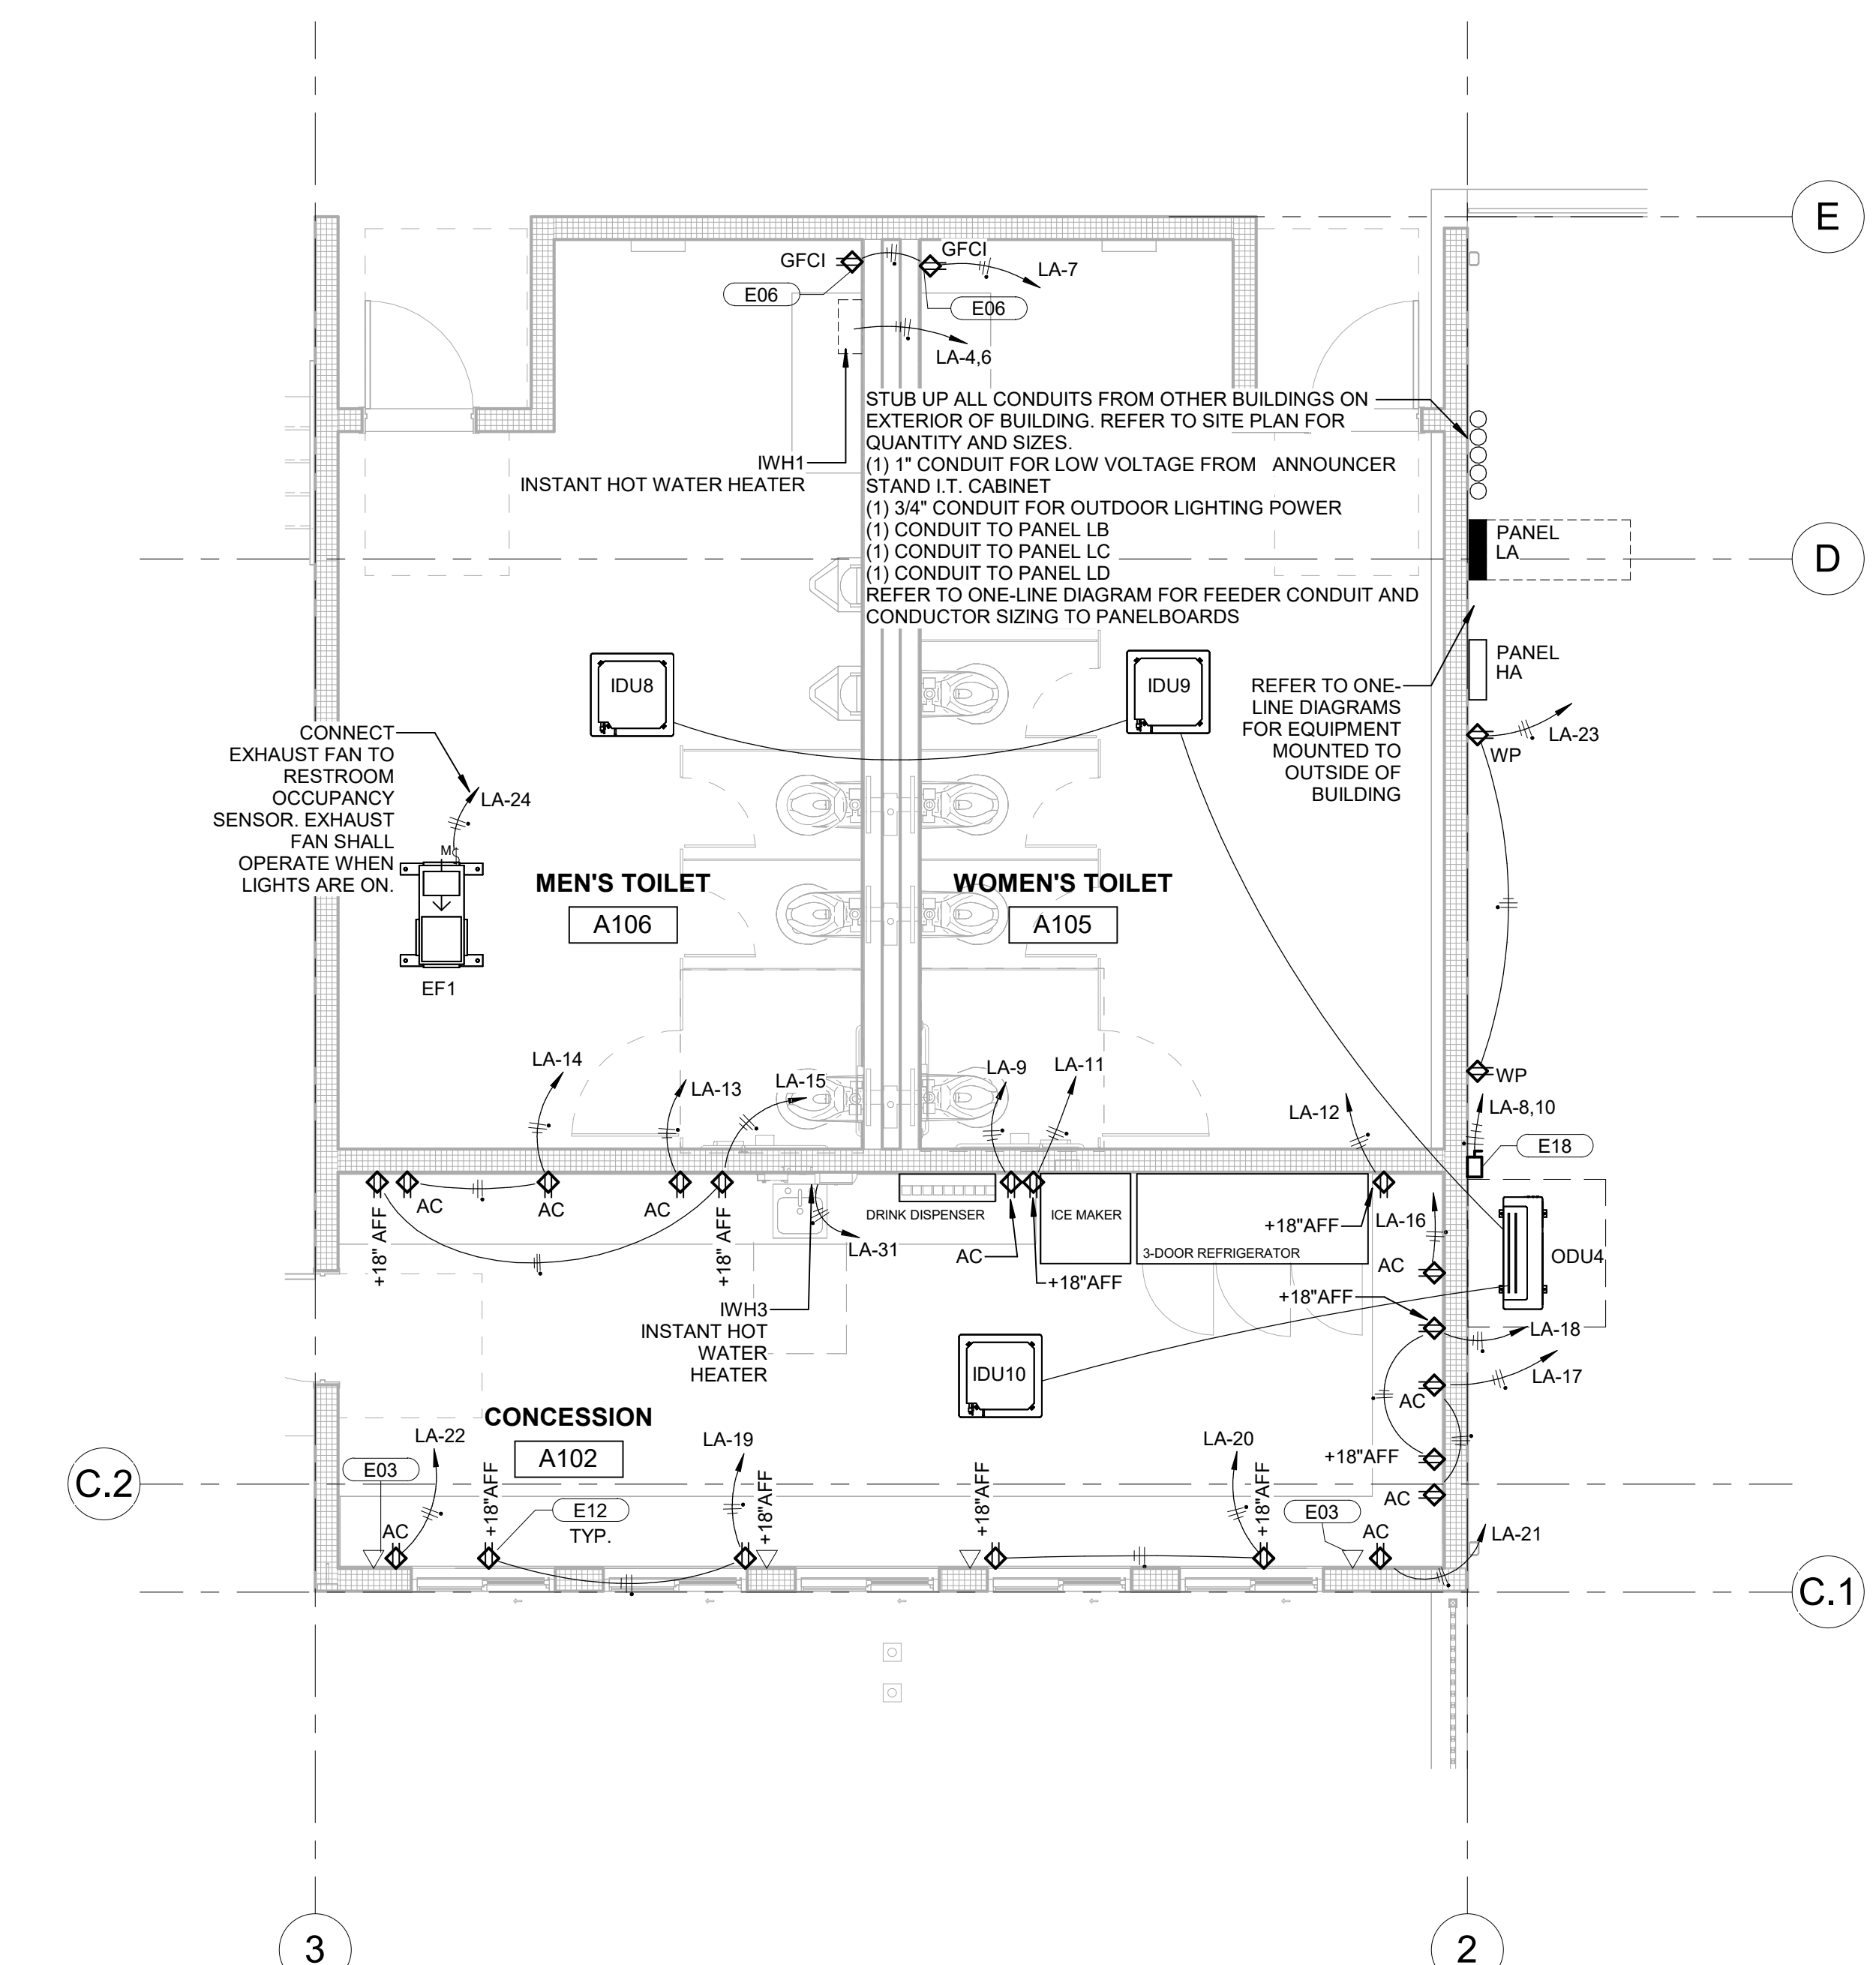 E
GFCI
GFCI
LA-7
E06
E06
LA-4,6
STUB UP ALL CONDUITS FROM OTHER BUILDINGS ON
EXTERIOR OF BUILDING. REFER TO SITE PLAN FOR
QUANTITY AND SIZES.
(1) 1" CONDUIT FOR LOW VOLTAGE FROM ANNOUNCER
STAND I.T. CABINET
(1) 3/4" CONDUIT FOR OUTDOOR LIGHTING POWER
(1) CONDUIT TO PANEL LB
(1) CONDUIT TO PANEL LC
(1) CONDUIT TO PANEL LD
REFER TO ONE-LINE DIAGRAM FOR FEEDER CONDUIT AND
CONDUCTOR SIZING TO PANELBOARDS
IWH1
INSTANT HOT WATER HEATER
PANEL
LA
D
PANEL
HA
IDU8
IDU9
REFER TO ONE-
LINE DIAGRAMS
FOR EQUIPMENT
MOUNTED TO
OUTSIDE OF
BUILDING
LA-23
WP
CONNECT
EXHAUST FAN TO
RESTROOM
OCCUPANCY
SENSOR. EXHAUST
FAN SHALL
OPERATE WHEN
LIGHTS ARE ON.
LA-24
M
EF1
MEN'S TOILET
A106
WOMEN'S TOILET
A105
LA-14
LA-13
LA-15
LA-9
LA-11
LA-12
WP
LA-8,10
E18
+18" AFF
AC
AC
AC
+18" AFF
DRINK DISPENSER
ICE MAKER
3-DOOR REFRIGERATOR
+18"AFF
LA-16
LA-31
AC
+18"AFF
AC
ODU4
+18"AFF
IWH3
INSTANT HOT
WATER
HEATER
LA-18
LA-17
IDU10
AC
CONCESSION
A102
LA-22
LA-19
LA-20
+18"AFF
C.2
E03
+18"AFF
E12
TYP.
+18"AFF
+18"AFF
+18"AFF
E03
AC
AC
AC
LA-21
C.1
3
2